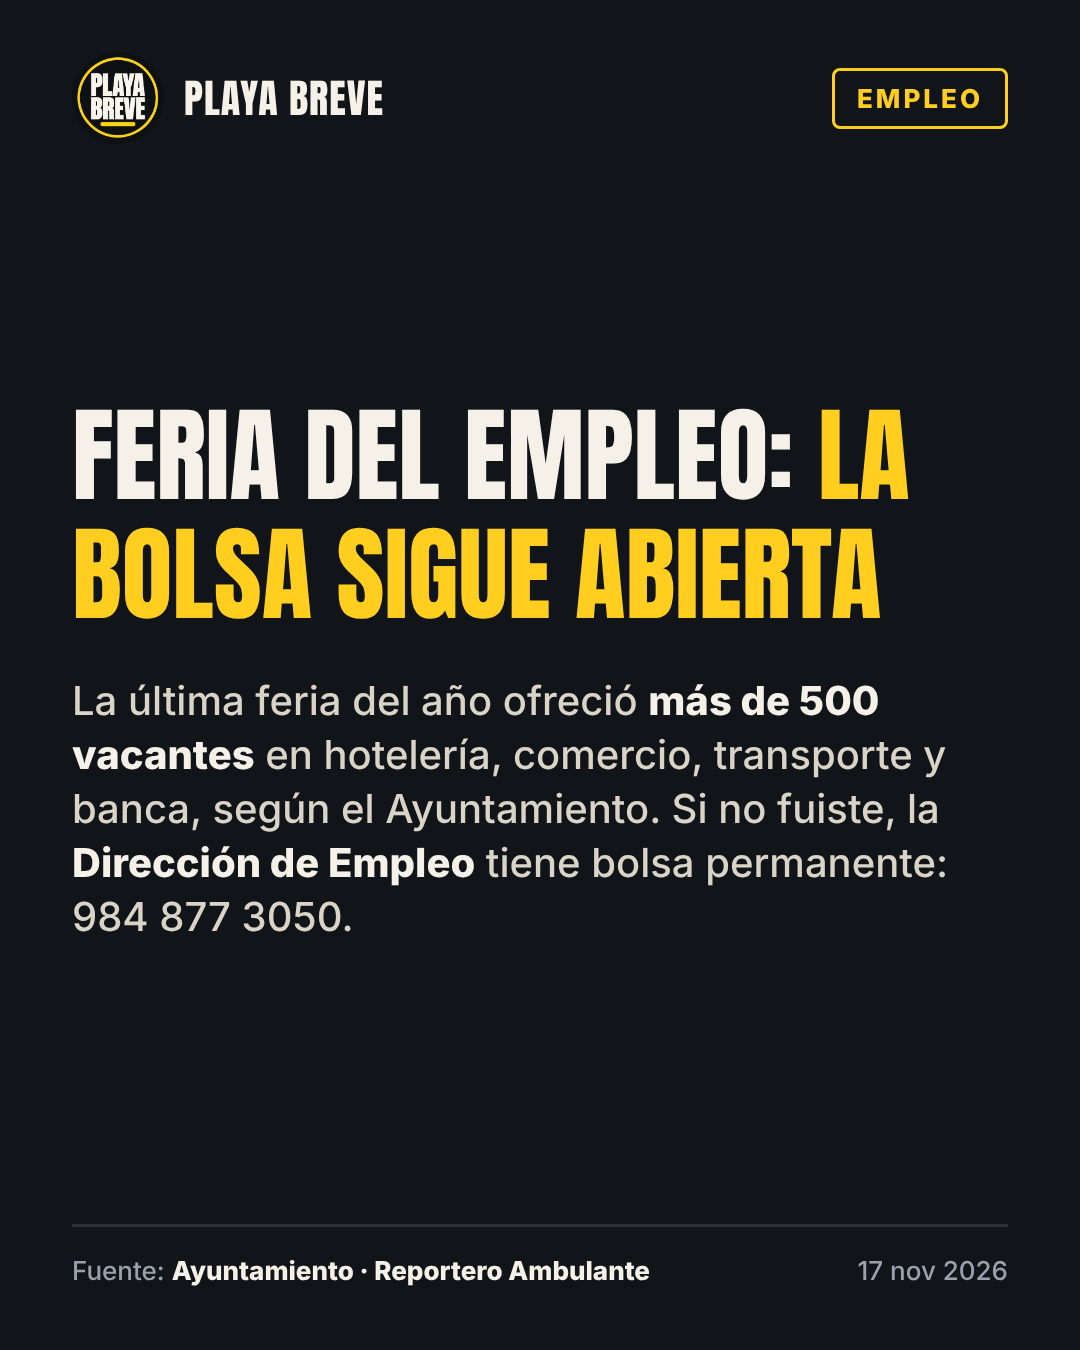 PLAYA
BREVE
PLAYA BREVE
EMPLEO
FERIA DEL EMPLEO: LA
BOLSA SIGUE ABIERTA
La última feria del año ofreció más de 500
vacantes en hotelería, comercio, transporte y
banca, según el Ayuntamiento. Si no fuiste, la
Dirección de Empleo tiene bolsa permanente:
984 877 3050.
Fuente: Ayuntamiento · Reportero Ambulante
17 nov 2026